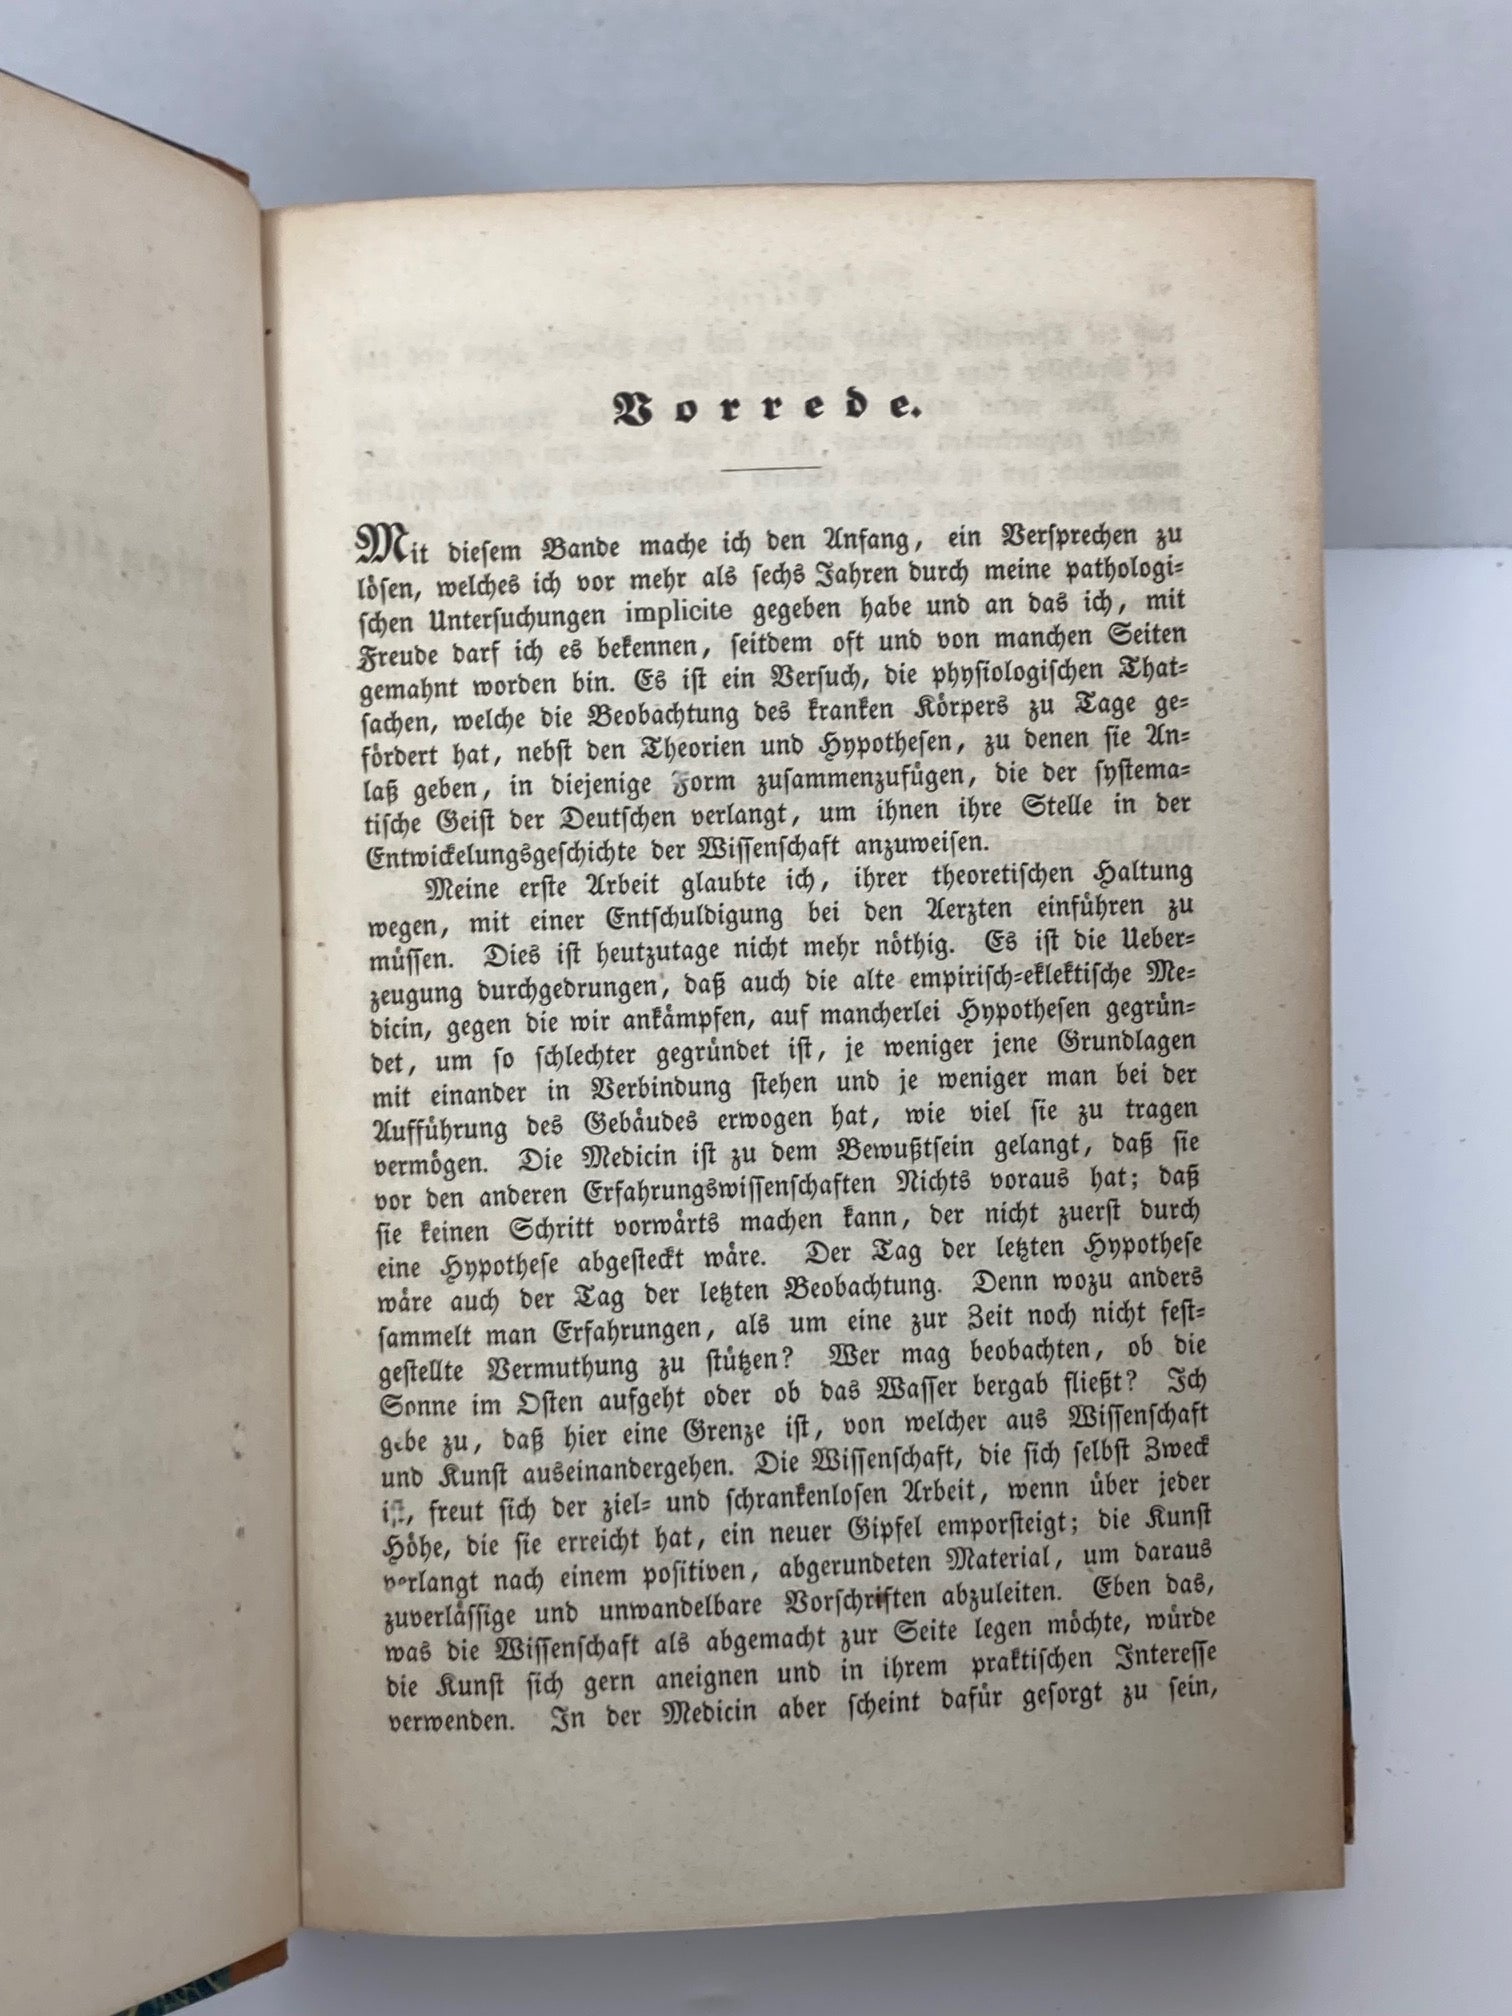 Vorrede.
Mit dieſem Bande mache ich den Anfang, ein Verſprechen zu
löſen, welches ich vor mehr als ſechs Jahren durch meine pathologi⸗
ſchen Unterſuchungen implicite gegeben habe und an das ich, mit
Freude darf ich es bekennen, ſeitdem oft und von manchen Seiten
gemahnt worden bin. Es iſt ein Verſuch, die phyſiologiſchen That⸗
ſachen, welche die Beobachtung des kranken Körpers zu Tage ge⸗
fördert hat, nebſt den Theorien und Hypotheſen, zu denen ſie An⸗
laß geben, in diejenige Form zuſammenzufügen, die der ſyſtema⸗
tiſche Geiſt der Deutſchen verlangt, um ihnen ihre Stelle in der
Entwickelungsgeſchichte der Wiſſenſchaft anzuweiſen.
Meine erſte Arbeit glaubte ich, ihrer theoretiſchen Haltung
wegen, mit einer Entſchuldigung bei den Aerzten einführen zu
müſſen. Dies iſt heutzutage nicht mehr nöthig. Es iſt die Ueber⸗
zeugung durchgedrungen, daß auch die alte empiriſch⸗eklektiſche Me⸗
dicin, gegen die wir ankämpfen, auf mancherlei Hypotheſen gegrün⸗
det, um ſo ſchlechter gegründet iſt, je weniger jene Grundlagen
mit einander in Verbindung ſtehen und je weniger man bei der
Aufführung des Gebäudes erwogen hat, wie viel ſie zu tragen
vermögen. Die Medicin iſt zu dem Bewußtſein gelangt, daß ſie
vor den anderen Erfahrungswiſſenſchaften Nichts voraus hat; daß
ſie keinen Schritt vorwärts machen kann, der nicht zuerſt durch
eine Hypotheſe abgeſteckt wäre. Der Tag der letzten Hypotheſe
wäre auch der Tag der letzten Beobachtung. Denn wozu anders
ſammelt man Erfahrungen, als um eine zur Zeit noch nicht feſt⸗
geſtellte Vermuthung zu ſtützen? Wer mag beobachten, ob die
Sonne im Oſten aufgeht oder ob das Waſſer bergab fließt? Ich
gebe zu, daß hier eine Grenze iſt, von welcher aus Wiſſenſchaft
und Kunſt auseinandergehen. Die Wiſſenſchaft, die ſich ſelbſt Zweck
iſt, freut ſich der ziel⸗ und ſchrankenloſen Arbeit, wenn über jeder
Höhe, die ſie erreicht hat, ein neuer Gipfel emporſteigt; die Kunſt
verlangt nach einem poſitiven, abgerundeten Material, um daraus
zuverläſſige und unwandelbare Vorſchriften abzuleiten. Eben das,
was die Wiſſenſchaft als abgemacht zur Seite legen möchte, würde
die Kunſt ſich gern aneignen und in ihrem praktiſchen Intereſſe
verwenden. In der Medicin aber ſcheint dafür geſorgt zu ſein,